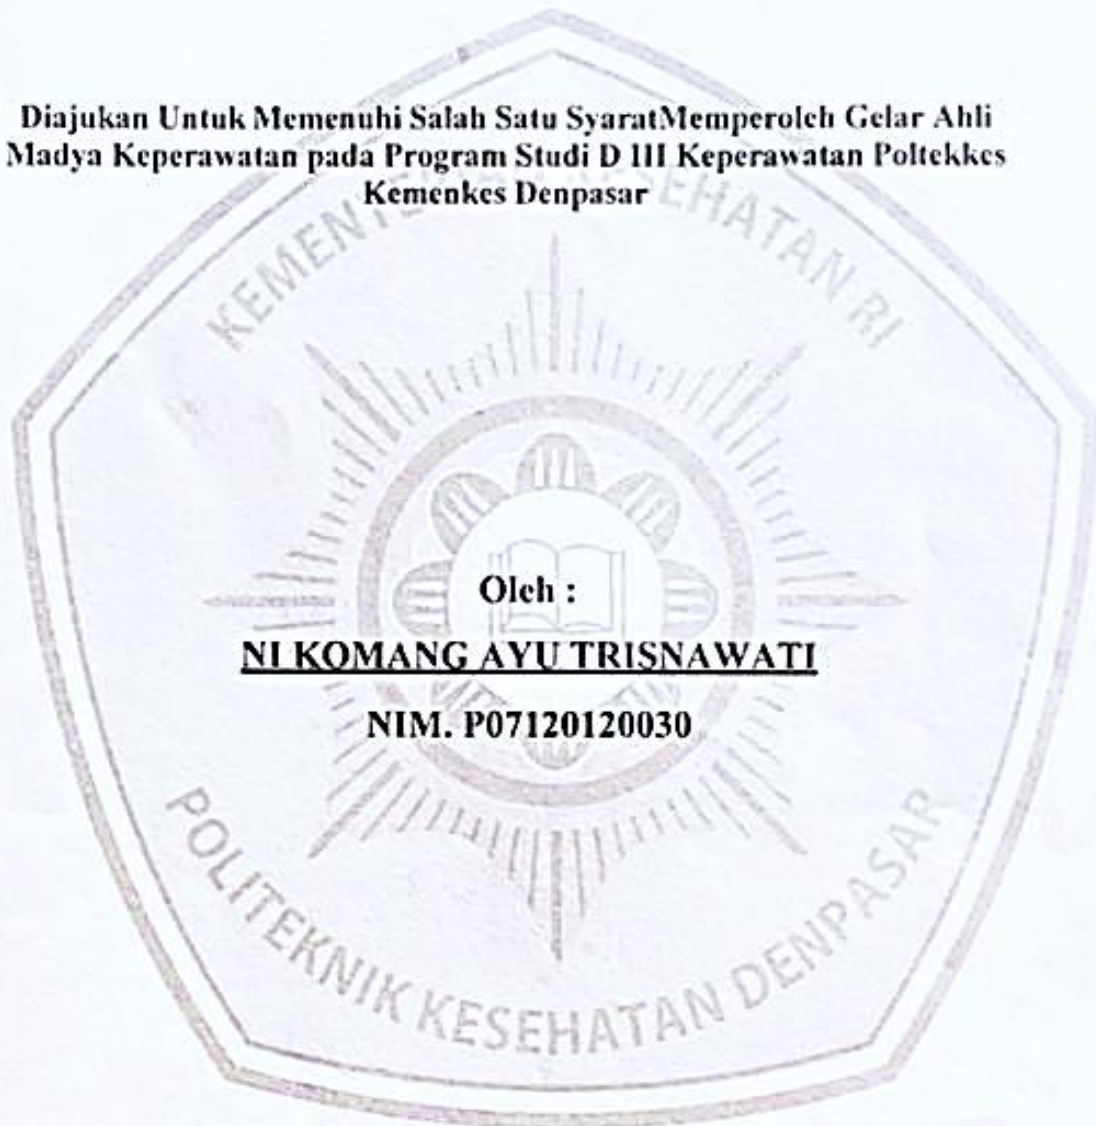 Diajukan Untuk Memenuhi Salah Satu SyaratMemperoleh Gelar Ahli
Madya Keperawatan pada Program Studi D III Keperawatan Poltekkes
Kemenkes Denpasar
KEMENTERIAN KESEHATAN RI
Oleh :
NI KOMANG AYU TRISNAWATI
NIM. P07120120030
POLITEKNIK KESEHATAN DENPASAR